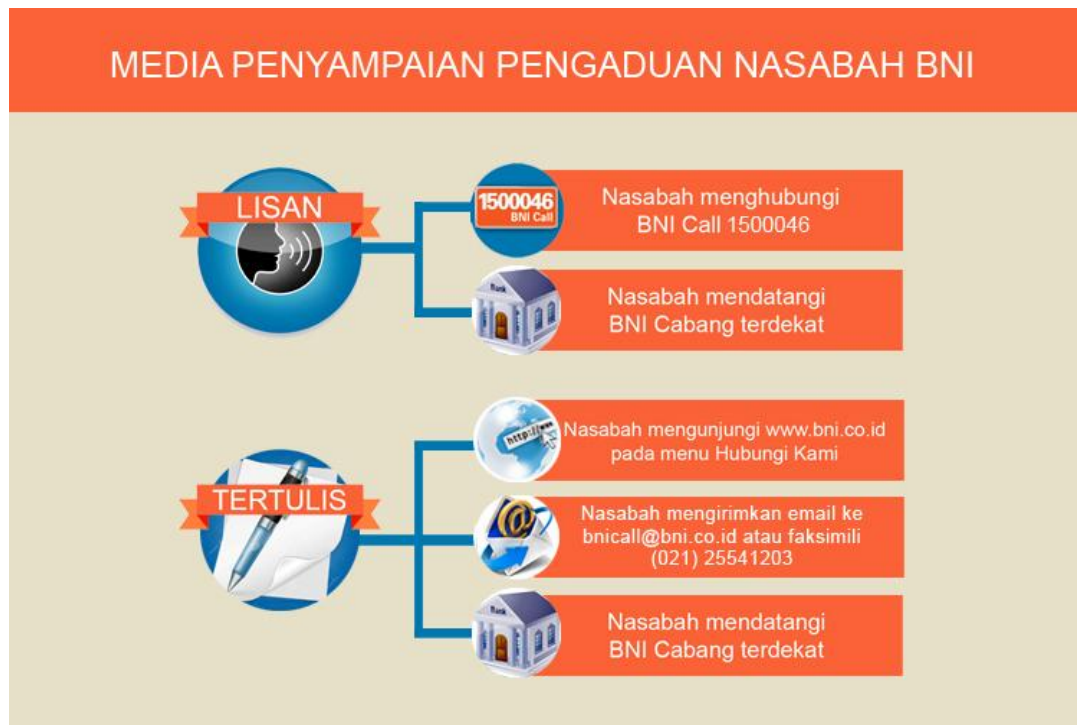 MEDIA PENYAMPAIAN PENGADUAN NASABAH BNI
LISAN
1500046
BNI Call
Nasabah menghubungi
BNI Call 1500046
Bank
Nasabah mendatangi
BNI Cabang terdekat
TERTULIS
http://www
Nasabah mengunjungi www.bni.co.id
pada menu Hubungi Kami
@
Nasabah mengirimkan email ke
bnicall@bni.co.id atau faksimili
(021) 25541203
Bank
Nasabah mendatangi
BNI Cabang terdekat